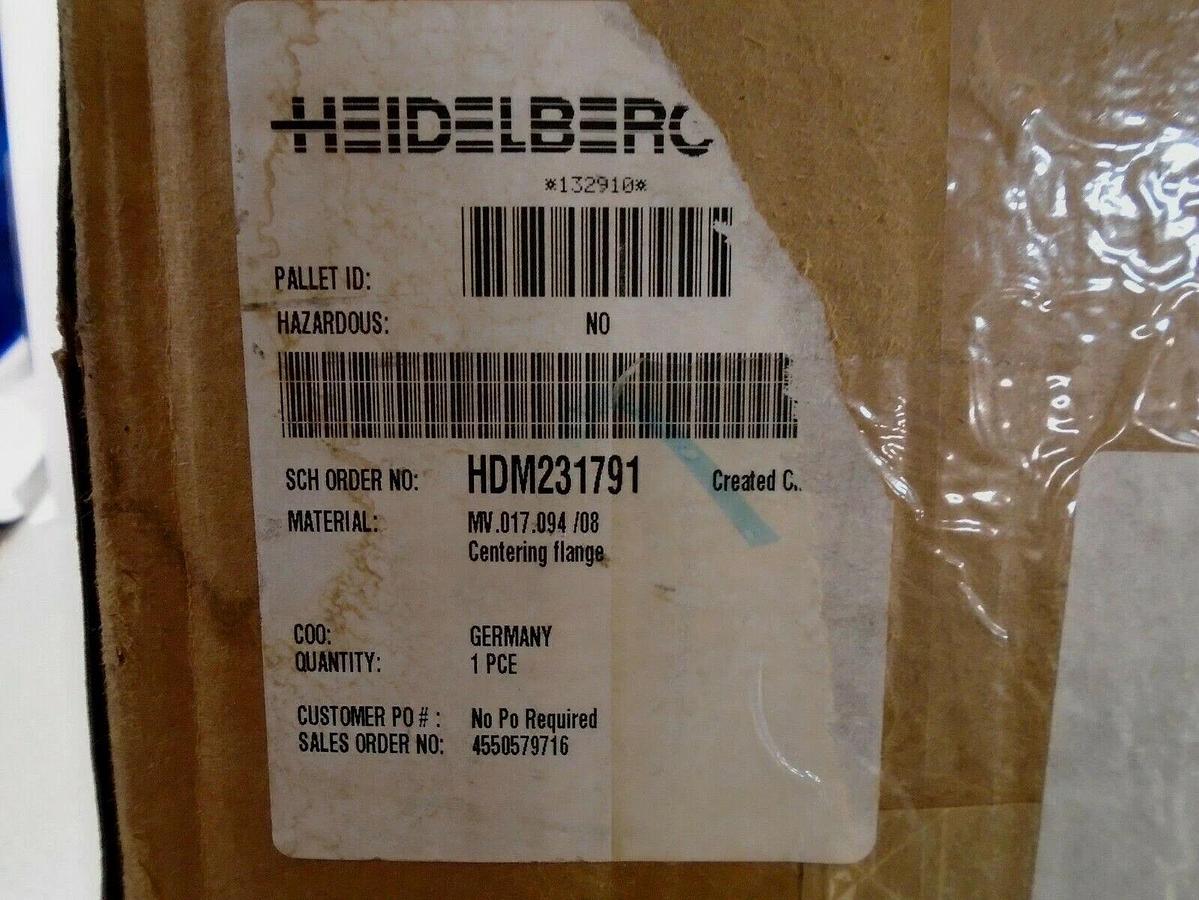 HEIDELBERG
*132910*
PALLET ID:
HAZARDOUS: NO
SCH ORDER NO: HDM231791 Created C..
MATERIAL: MV.017.094 /08
Centering flange
COO: GERMANY
QUANTITY: 1 PCE
CUSTOMER PO # : No Po Required
SALES ORDER NO: 4550579716